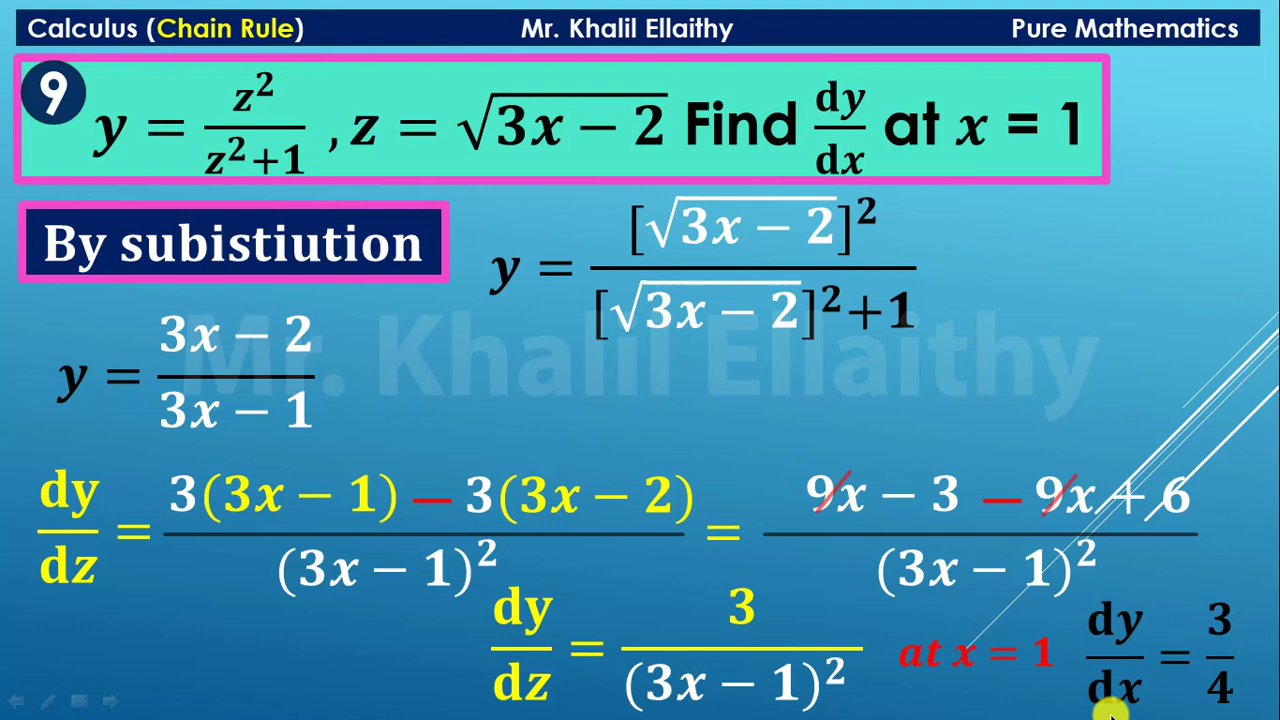 Calculus (Chain Rule) Mr. Khalil Ellaithy Pure Mathematics
9 y = z²/(z²+1) , z = √(3x − 2) Find dy/dx at x = 1
By subistiution y = [√(3x − 2)]²/([√(3x − 2)]²+1)
Mr. Khalil Ellaithy
y = (3x − 2)/(3x − 1)
dy/dz = (3(3x − 1) − 3(3x − 2))/(3x − 1)² = (9x − 3 − 9x + 6)/(3x − 1)²
dy/dz = 3/(3x − 1)² at x = 1 dy/dx = 3/4